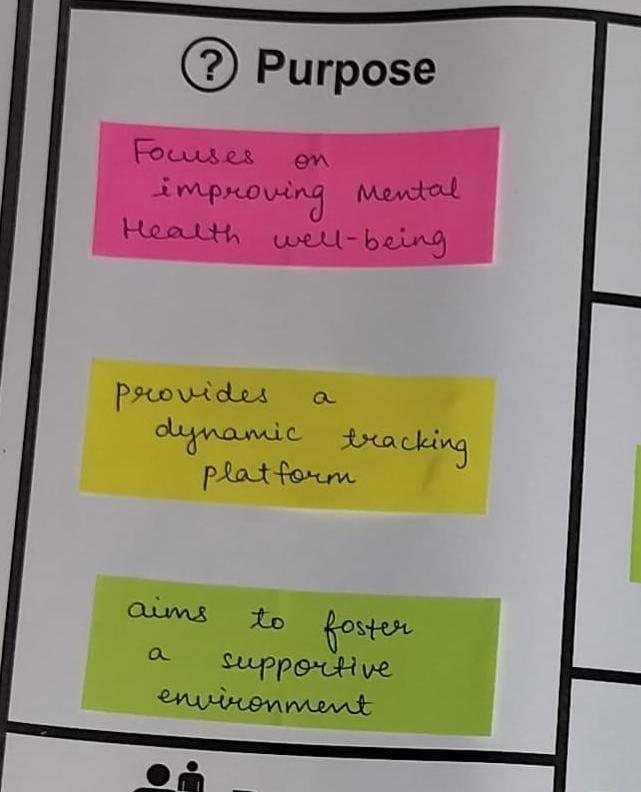 ? Purpose
Focuses on
improving Mental
Health well-being
provides a
dynamic tracking
platform
aims to foster
a supportive
environment